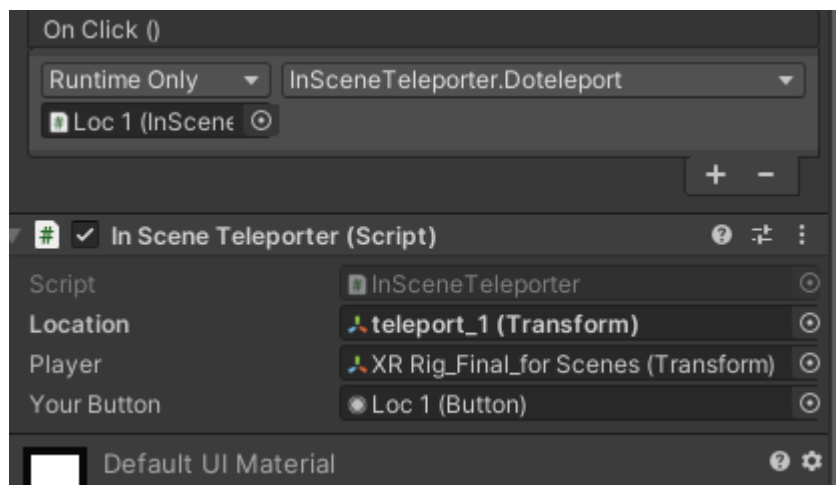 On Click ()
Runtime Only InSceneTeleporter.Doteleport
Loc 1 (InScene
+ -
# In Scene Teleporter (Script)
Script InSceneTeleporter
Location teleport_1 (Transform)
Player XR Rig_Final_for Scenes (Transform)
Your Button Loc 1 (Button)
Default UI Material